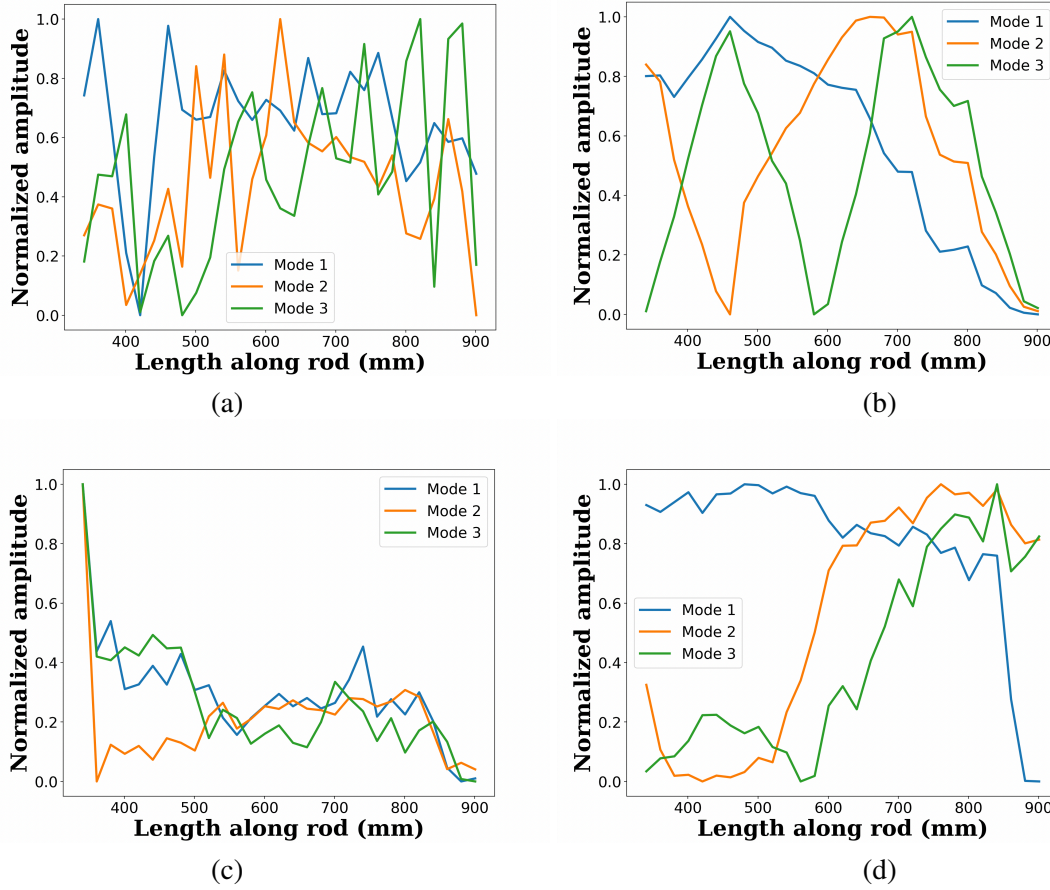 Normalized amplitude
1.0
0.8
0.6
0.4
0.2
0.0
Mode 1
Mode 2
Mode 3
400 500 600 700 800 900
Length along rod (mm)
(a)
Normalized amplitude
1.0
0.8
0.6
0.4
0.2
0.0
Mode 1
Mode 2
Mode 3
400 500 600 700 800 900
Length along rod (mm)
(b)
Normalized amplitude
1.0
0.8
0.6
0.4
0.2
0.0
Mode 1
Mode 2
Mode 3
400 500 600 700 800 900
Length along rod (mm)
(c)
Normalized amplitude
1.0
0.8
0.6
0.4
0.2
0.0
Mode 1
Mode 2
Mode 3
400 500 600 700 800 900
Length along rod (mm)
(d)